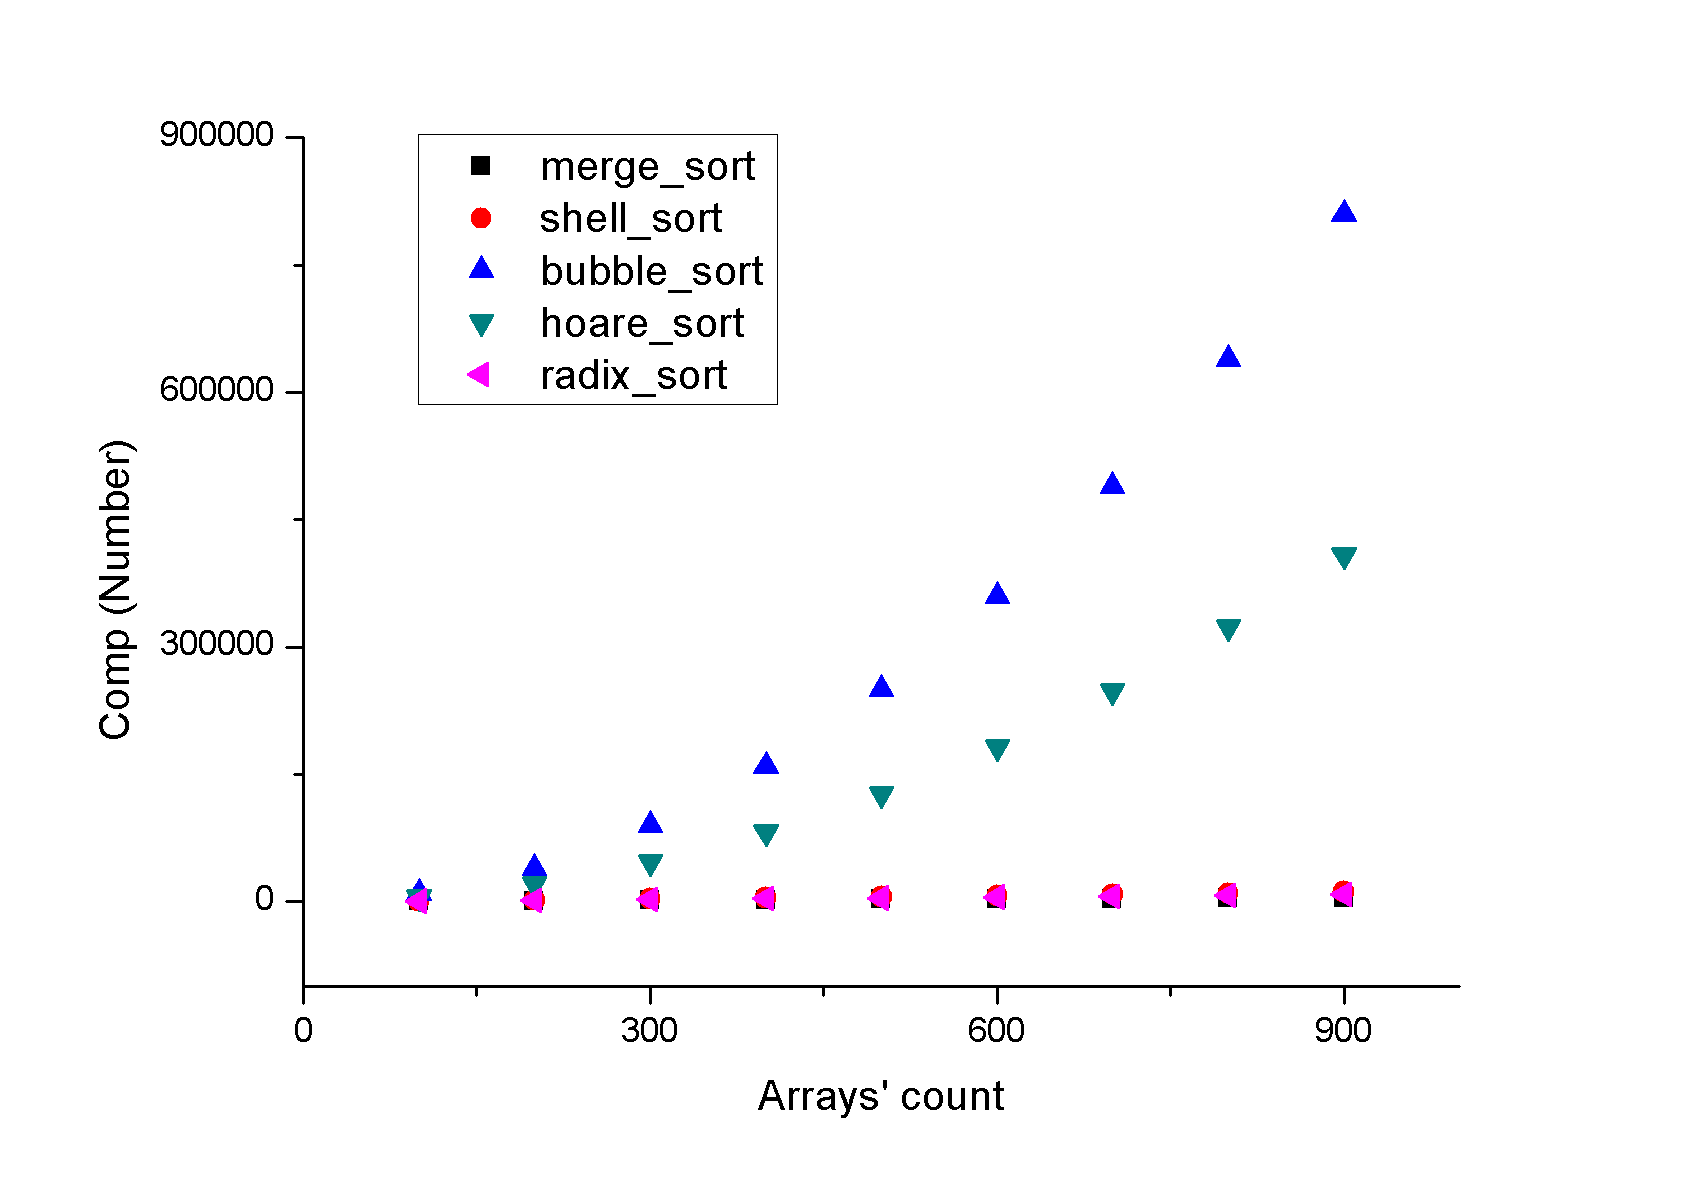 900000
600000
300000
0
Comp (Number)
merge_sort
shell_sort
bubble_sort
hoare_sort
radix_sort
0 300 600 900
Arrays' count